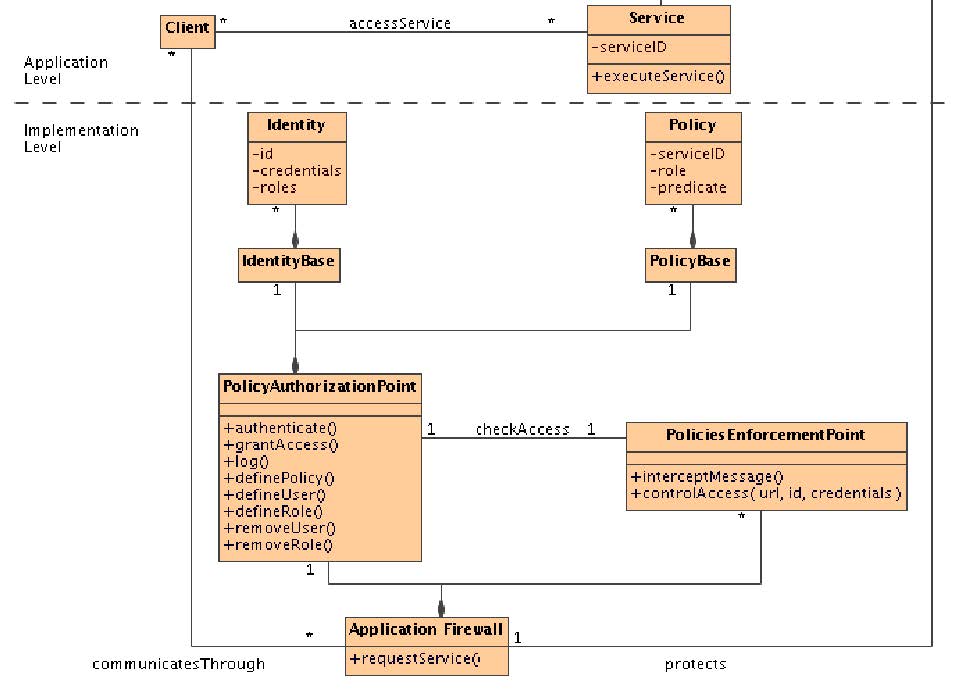 Client
*
accessService
*
Service
-serviceID
+executeService()
*
Application
Level
Implementation
Level
Identity
-id
-credentials
-roles
*
Policy
-serviceID
-role
-predicate
*
IdentityBase
1
PolicyBase
1
PolicyAuthorizationPoint
+authenticate()
+grantAccess()
+log()
+definePolicy()
+defineUser()
+defineRole()
+removeUser()
+removeRole()
1
checkAccess
1
PoliciesEnforcementPoint
+interceptMessage()
+controlAccess( url, id, credentials )
*
1
*
Application Firewall
+requestService()
1
communicatesThrough
protects